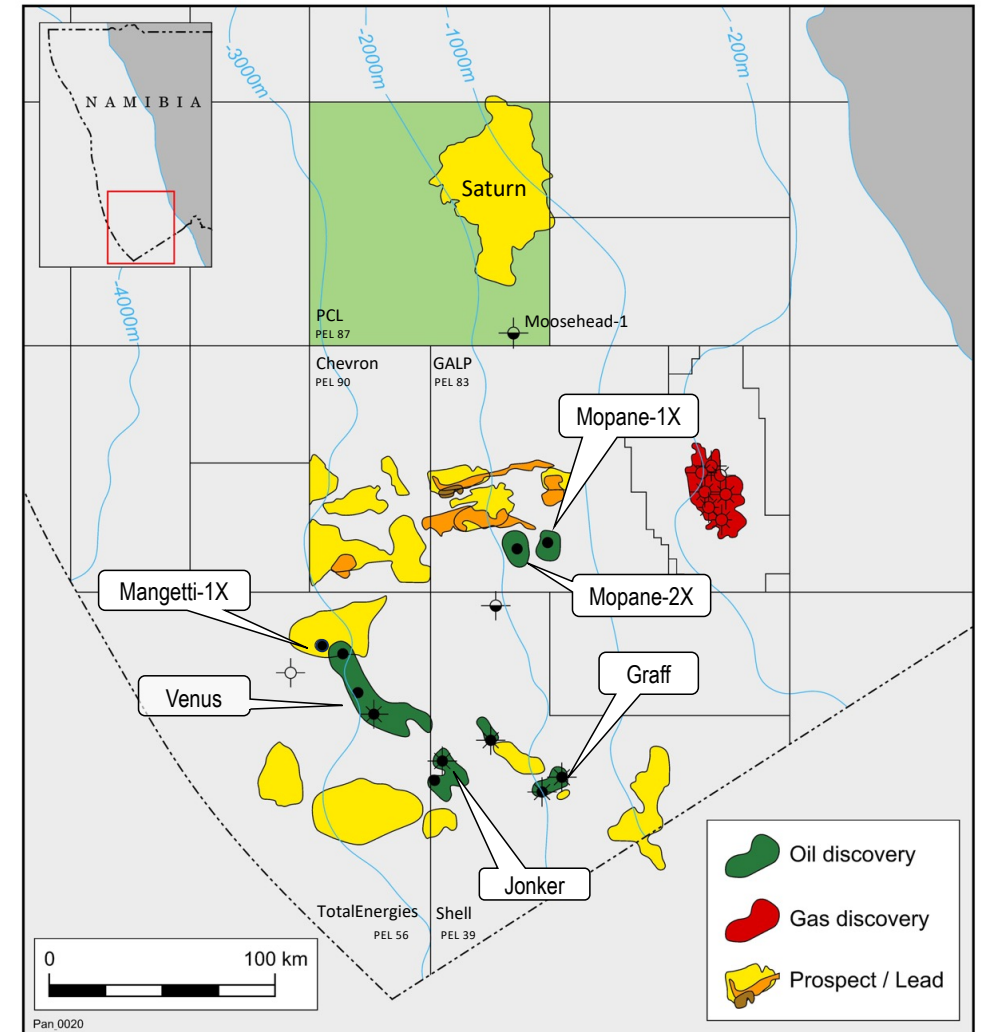 -3000m
-2000m
-1000m
-200m
NAMIBIA
Saturn
-4000m
PCL
PEL 87
Moosehead-1
Chevron
PEL 90
GALP
PEL 83
Mopane-1X
Mangetti-1X
Mopane-2X
Graff
Venus
Jonker
Oil discovery
TotalEnergies
PEL 56
Shell
PEL 39
Gas discovery
0
100 km
Prospect / Lead
Pan_0020